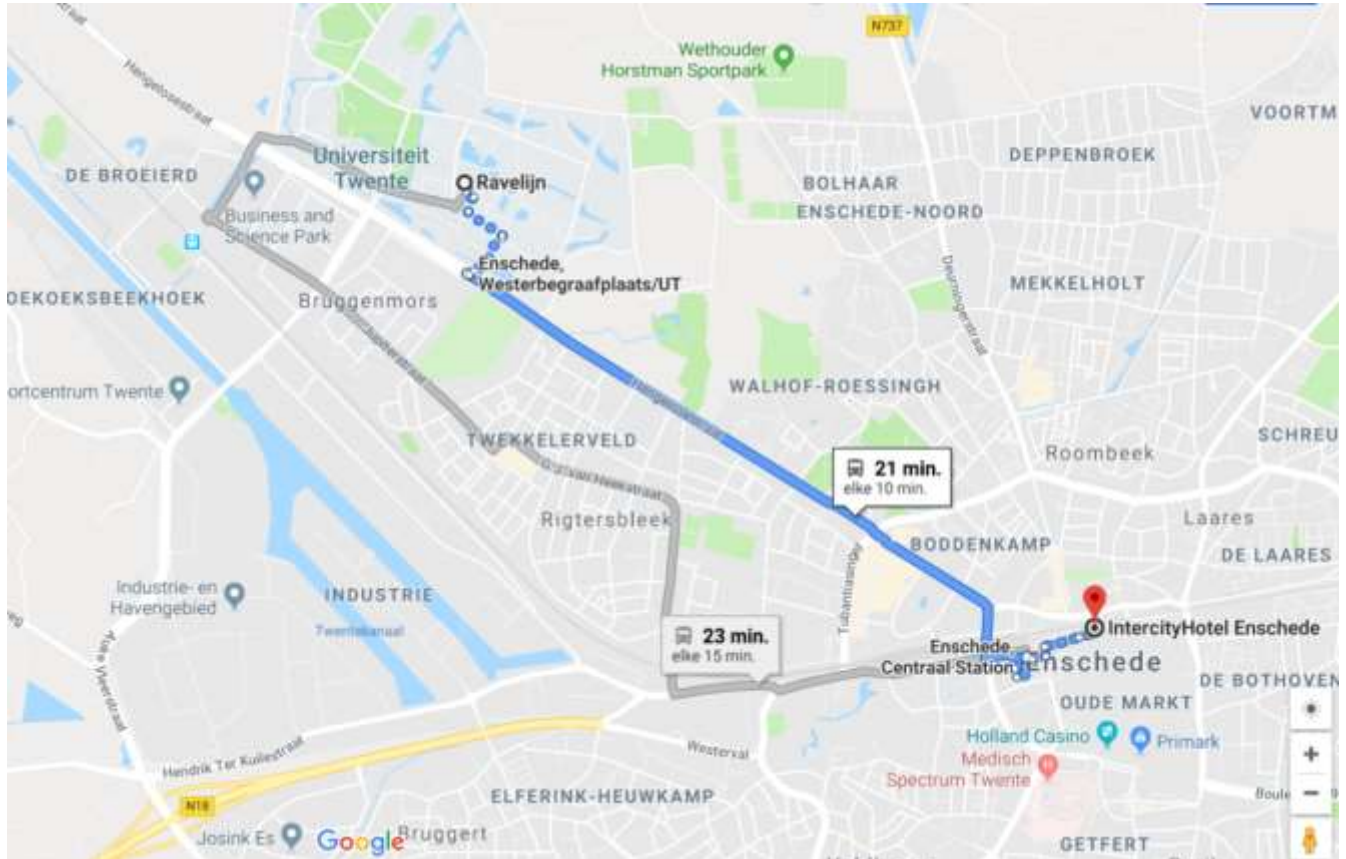 N737
Wethouder
Horstman Sportpark
Hengelosestraat
VOORTM
DE BROEIERD
Universiteit
Twente
Ravelijn
DEPPENBROEK
BOLHAAR
ENSCHEDE-NOORD
Business and
Science Park
Enschede,
Westerbegraafplaats/UT
Deurningerstraat
MEKKELHOLT
OEKOEKSBEEKHOEK
Bruggenmors
ortcentrum Twente
WALHOF-ROESSINGH
TWEKKELERVELD
SCHREU
Roombeek
21 min.
elke 10 min.
Rigtersbleek
Laares
BODDENKAMP
DE LAARES
Industrie- en
Havengebied
INDUSTRIE
Twentekanaal
Tubantiasingel
23 min.
elke 15 min.
IntercityHotel Enschede
Enschede
Centraal Station
Enschede
DE BOTHOVEN
OUDE MARKT
Holland Casino
Primark
Medisch
Spectrum Twente
Westerval
Hendrik Ter Kuilestraat
ELFERINK-HEUWKAMP
N18
Josink Es
Google
Bruggert
GETFERT